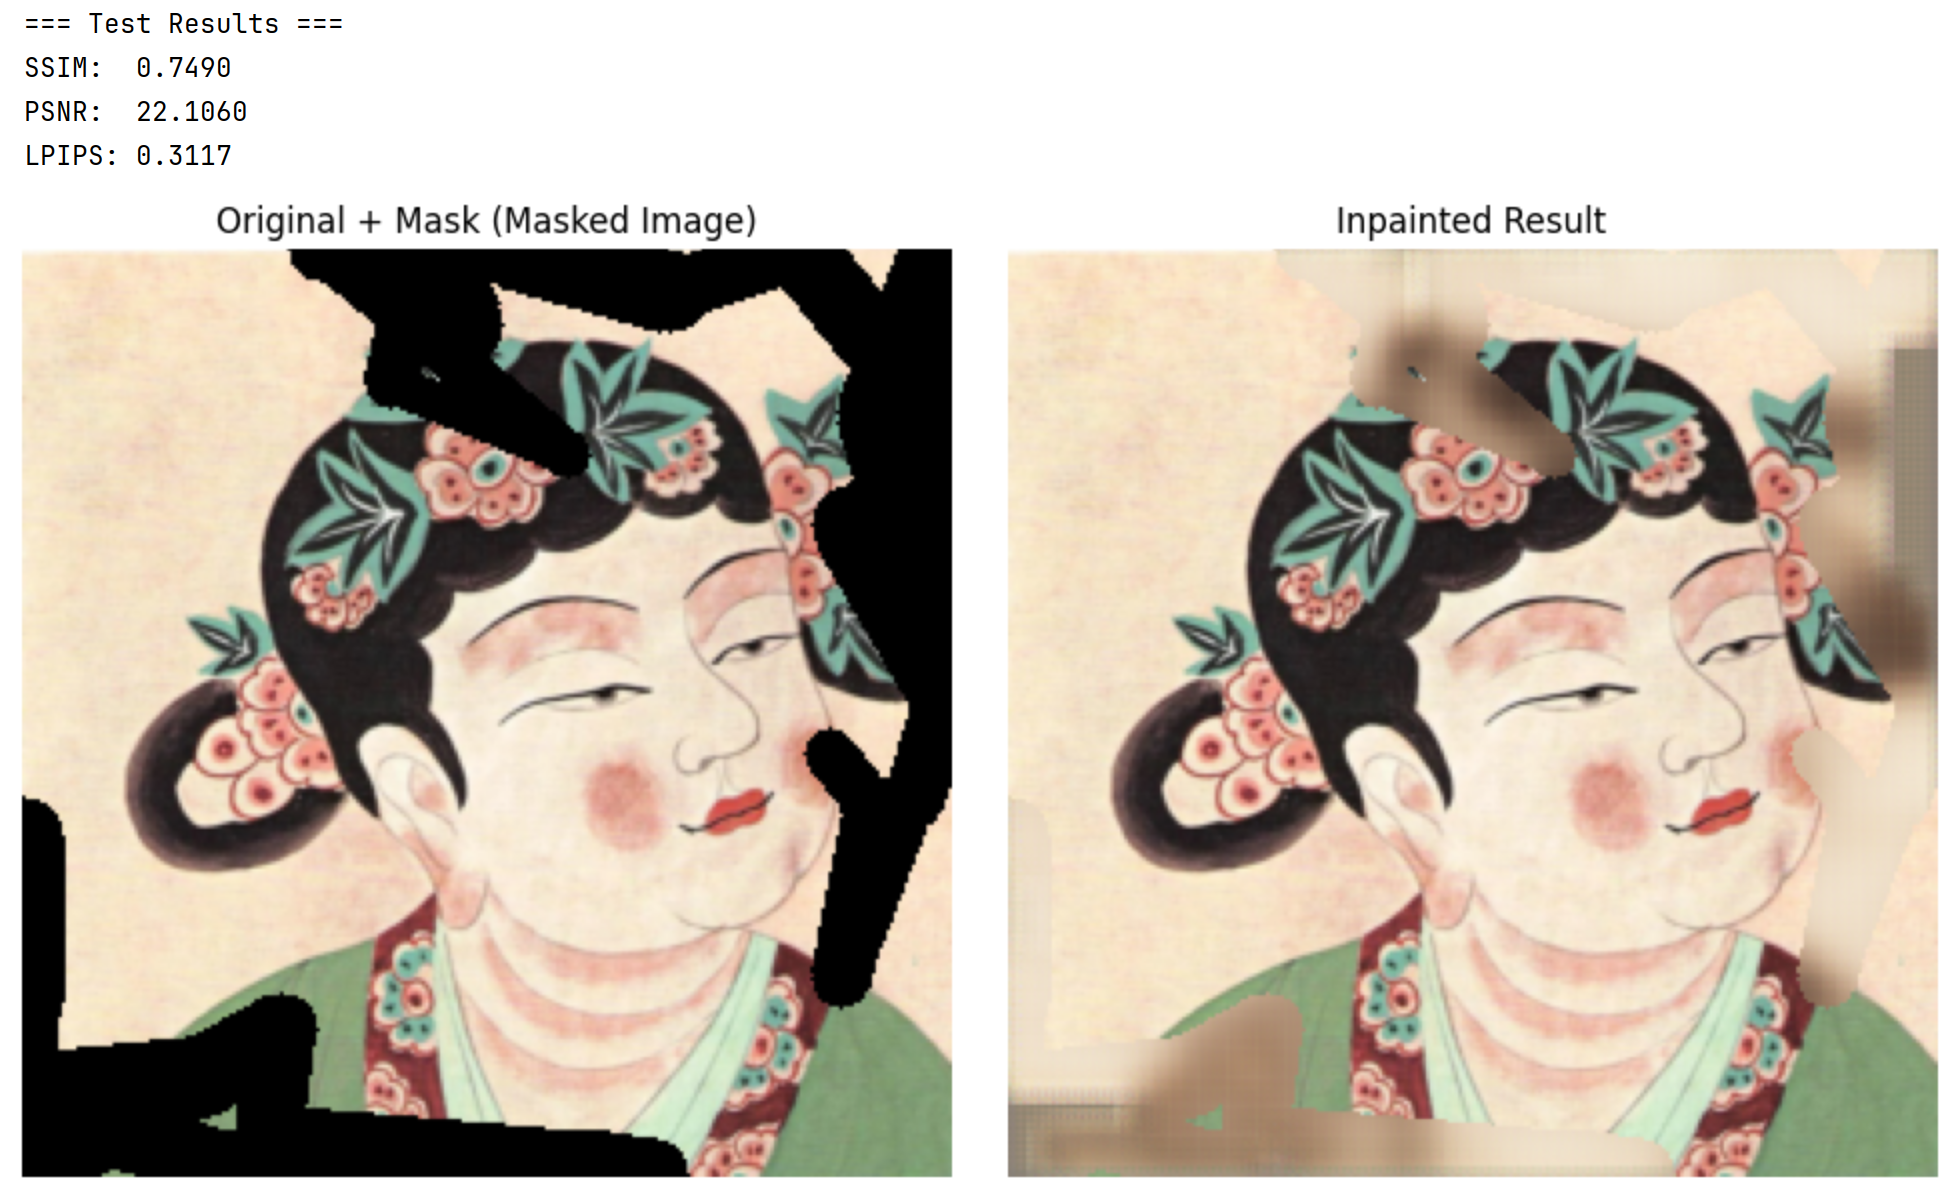 === Test Results ===
SSIM: 0.7490
PSNR: 22.1060
LPIPS: 0.3117
Original + Mask (Masked Image)
Inpainted Result